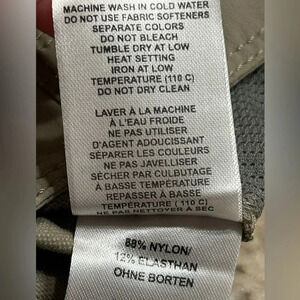 MACHINE WASH IN COLD WATER
DO NOT USE FABRIC SOFTENERS
SEPARATE COLORS
DO NOT BLEACH
TUMBLE DRY AT LOW
HEAT SETTING
IRON AT LOW
TEMPERATURE (110 C)
DO NOT DRY CLEAN
LAVER À LA MACHINE
À L'EAU FROIDE
NE PAS UTILISER
D'AGENT ADOUCISSANT
SÉPARER LES COULEURS
NE PAS JAVELLISER
SÉCHER PAR CULBUTAGE
À BASSE TEMPÉRATURE
REPASSER À BASSE
TEMPÉRATURE (110 C)
NE PAS NETTOYER À SEC
88% NYLON/
12% ELASTHAN
OHNE BORTEN